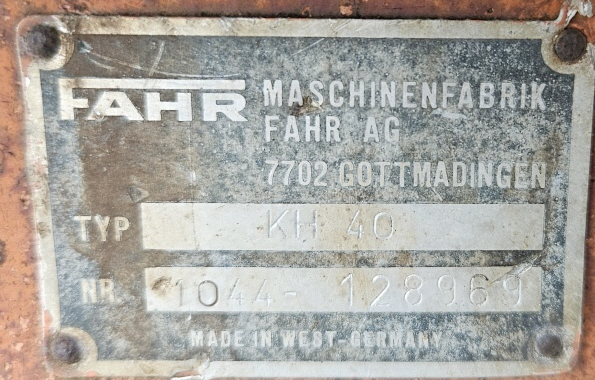 FAHR
MASCHINENFABRIK
FAHR AG
7702 GOTTMADINGEN
TYP KH 40
NR. 1044-128969
MADE IN WEST-GERMANY